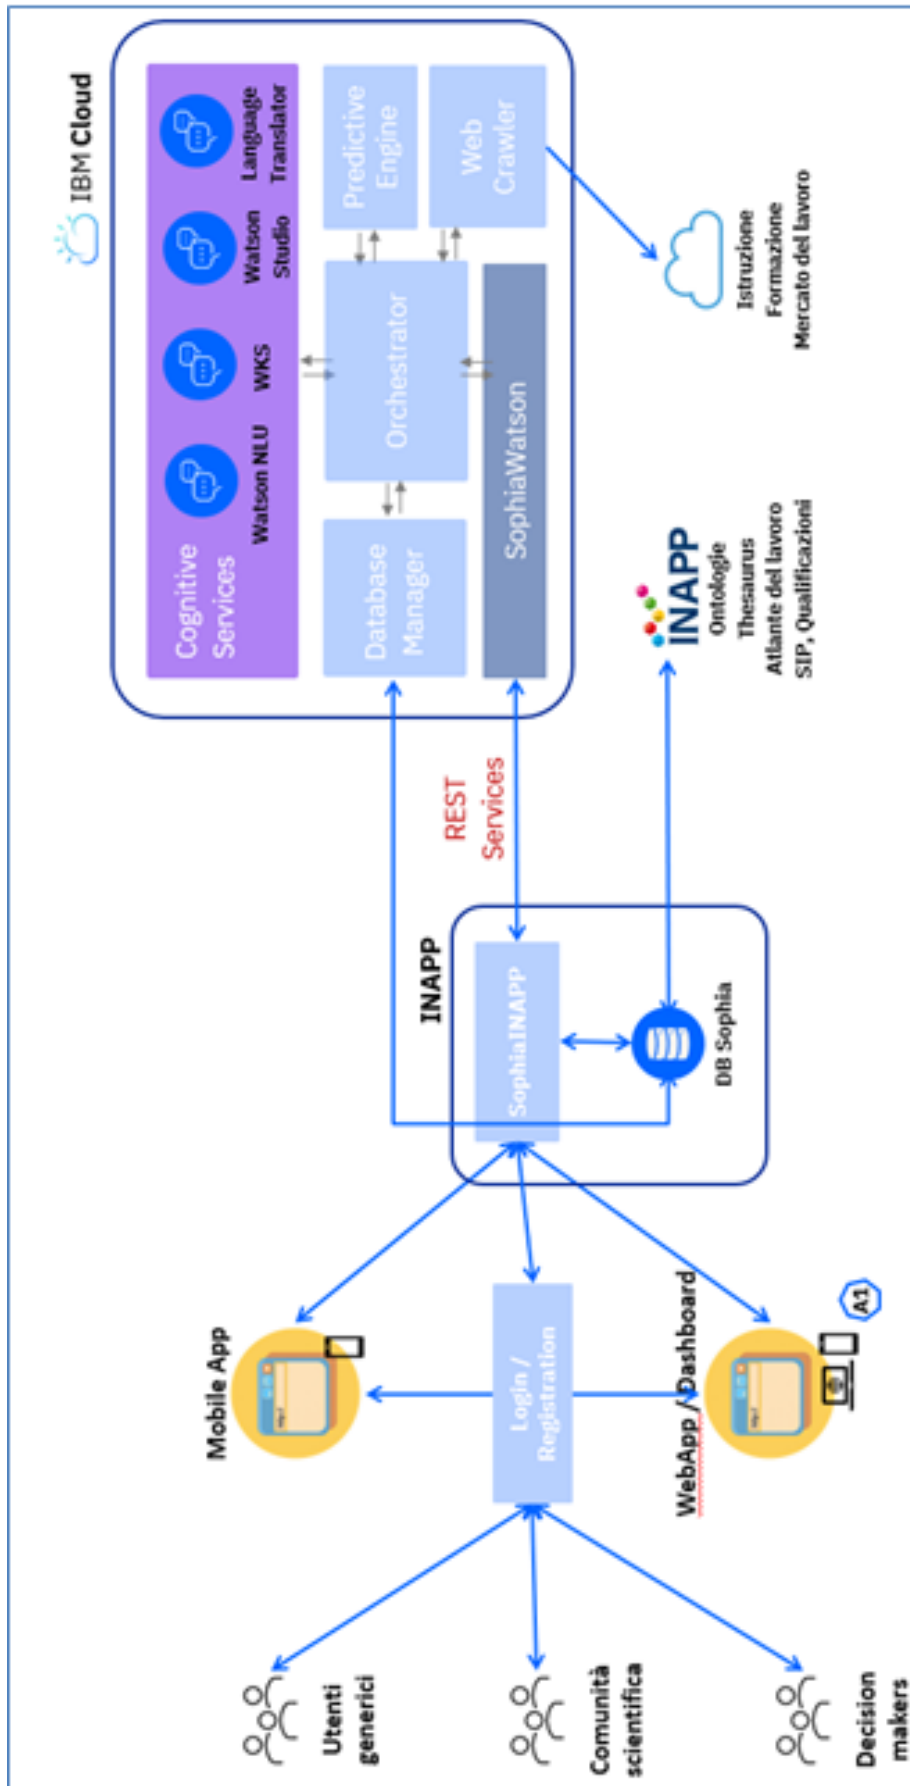 Utenti
generici
Comunità
scientifica
Decision
makers
Mobile App
Login /
Registration
WebApp / Dashboard
A1
INAPP
SophiaINAPP
DB Sophia
REST
Services
IBM Cloud
Cognitive
Services
Watson NLU
WKS
Watson
Studio
Language
Translator
Database
Manager
Orchestrator
Predictive
Engine
SophiaWatson
Web
Crawler
INAPP
Ontologie
Thesaurus
Atlante del lavoro
SIP, Qualificazioni
Istruzione
Formazione
Mercato del lavoro